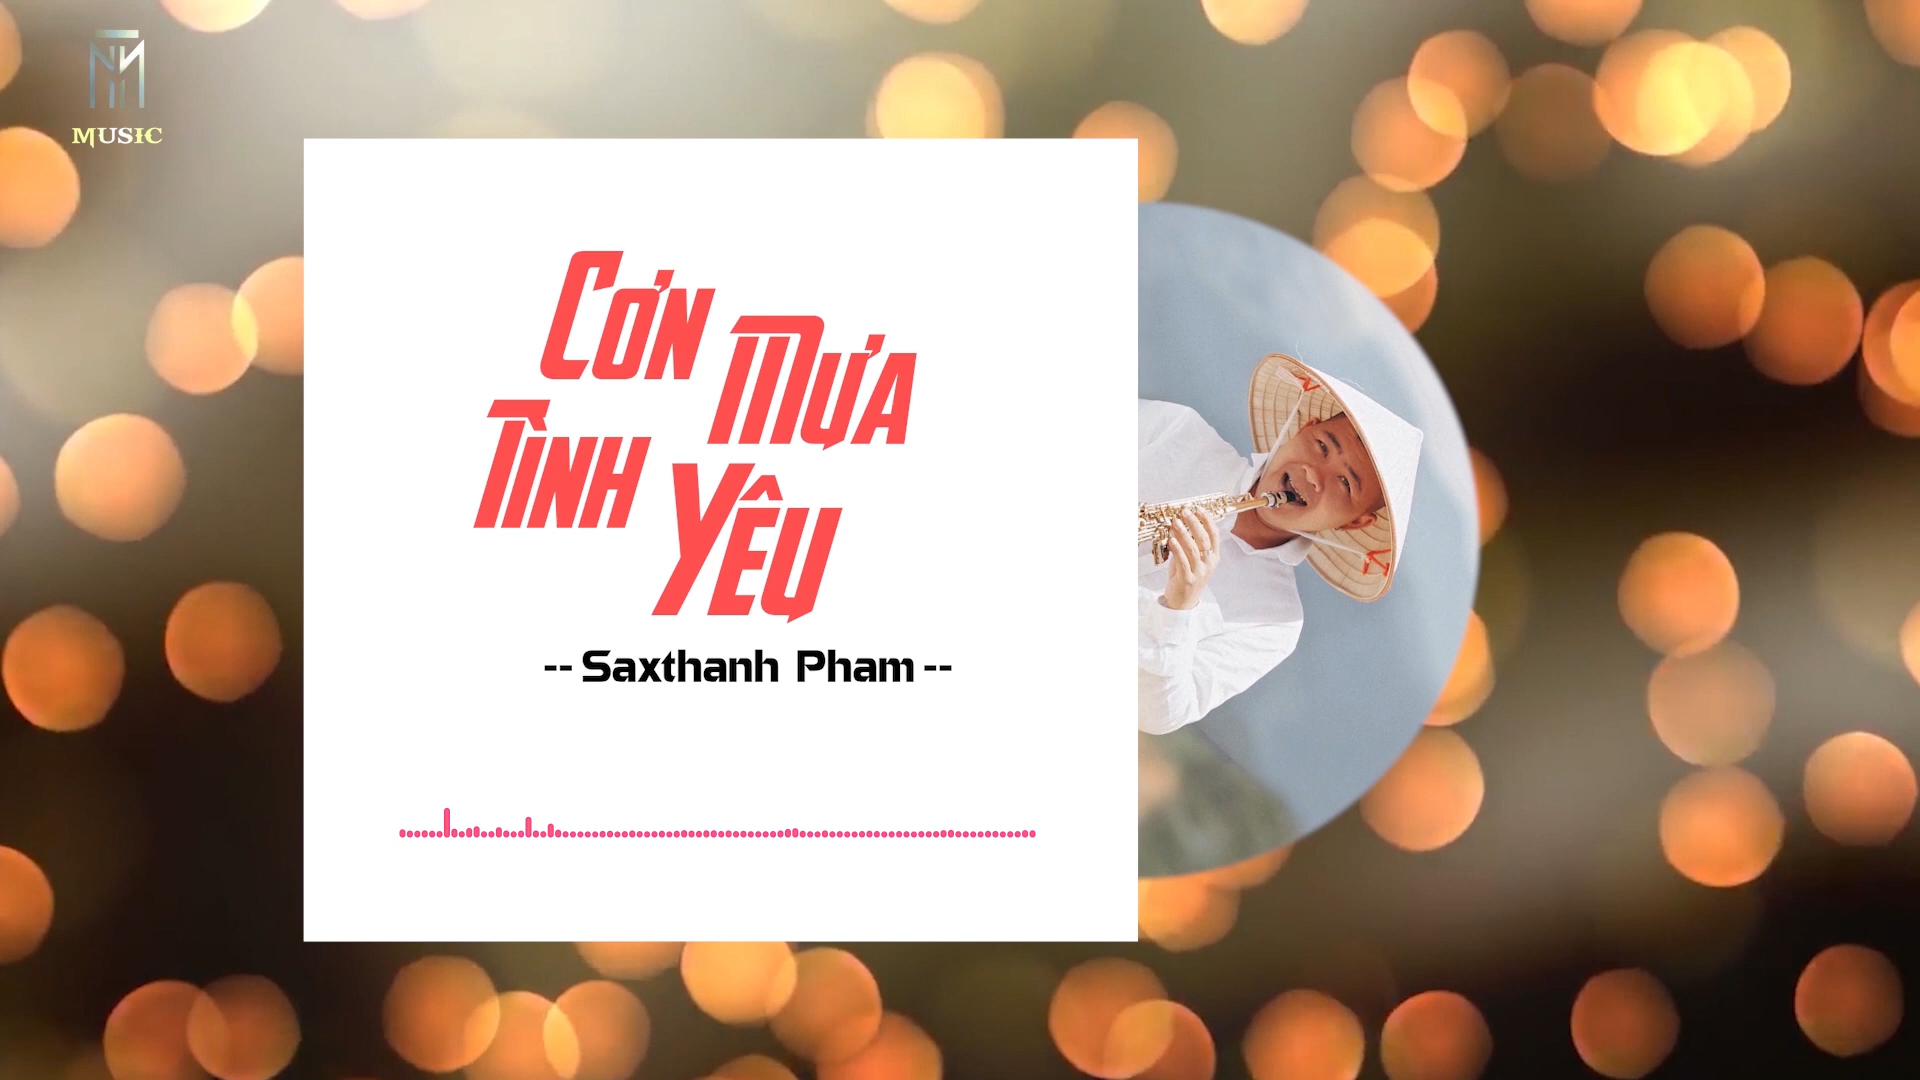 MUSIC
Cơn Mưa
Tình Yêu
-- Saxthanh Pham --